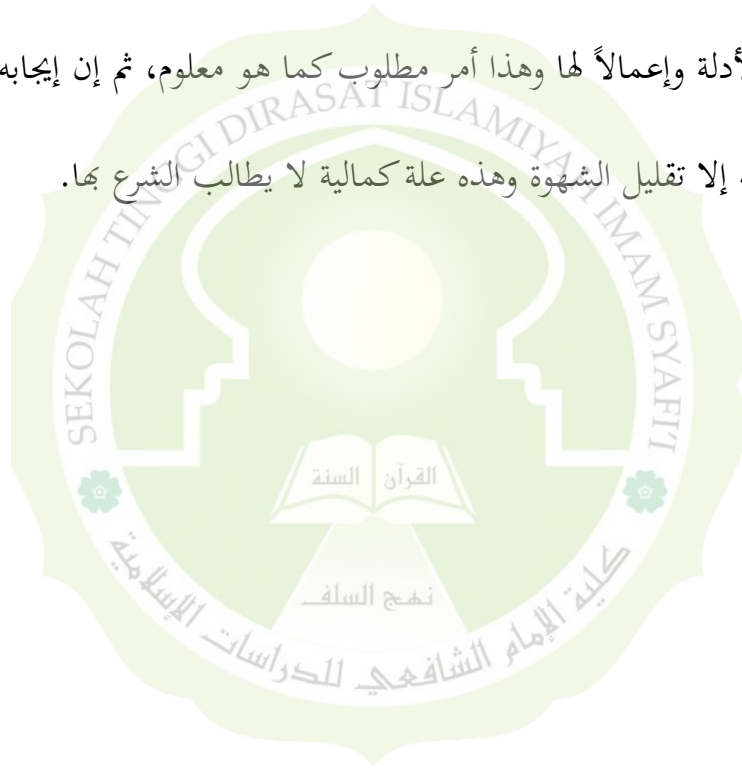 لأدلة وإعمالاً لها وهذا أمر مطلوب كما هو معلوم، ثم إن إيجابه
إلا تقليل الشهوة وهذه علة كمالية لا يطالب الشرع بها.
SEKOLAH TINGGI DIRASAT ISLAMIYAH IMAM SYAFI'I
القرآن السنة
نهج السلف
كلية الإمام الشافعي للدراسات الإسلامية